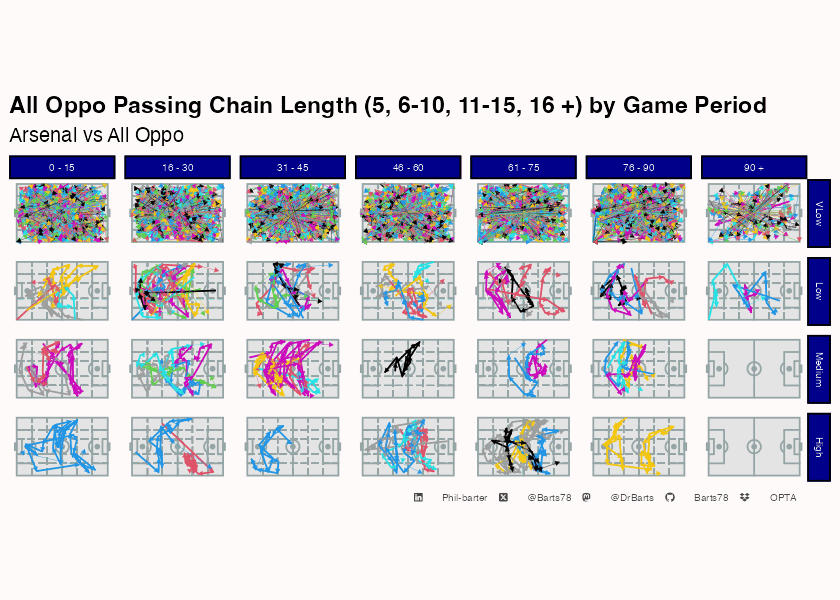 All Oppo Passing Chain Length (5, 6-10, 11-15, 16 +) by Game Period
Arsenal vs All Oppo
0 - 15 16 - 30 31 - 45 46 - 60 61 - 75 76 - 90 90 +
V.Low
Low
Medium
High
Phil-barter @Barts78 @DrBarts Barts78 OPTA